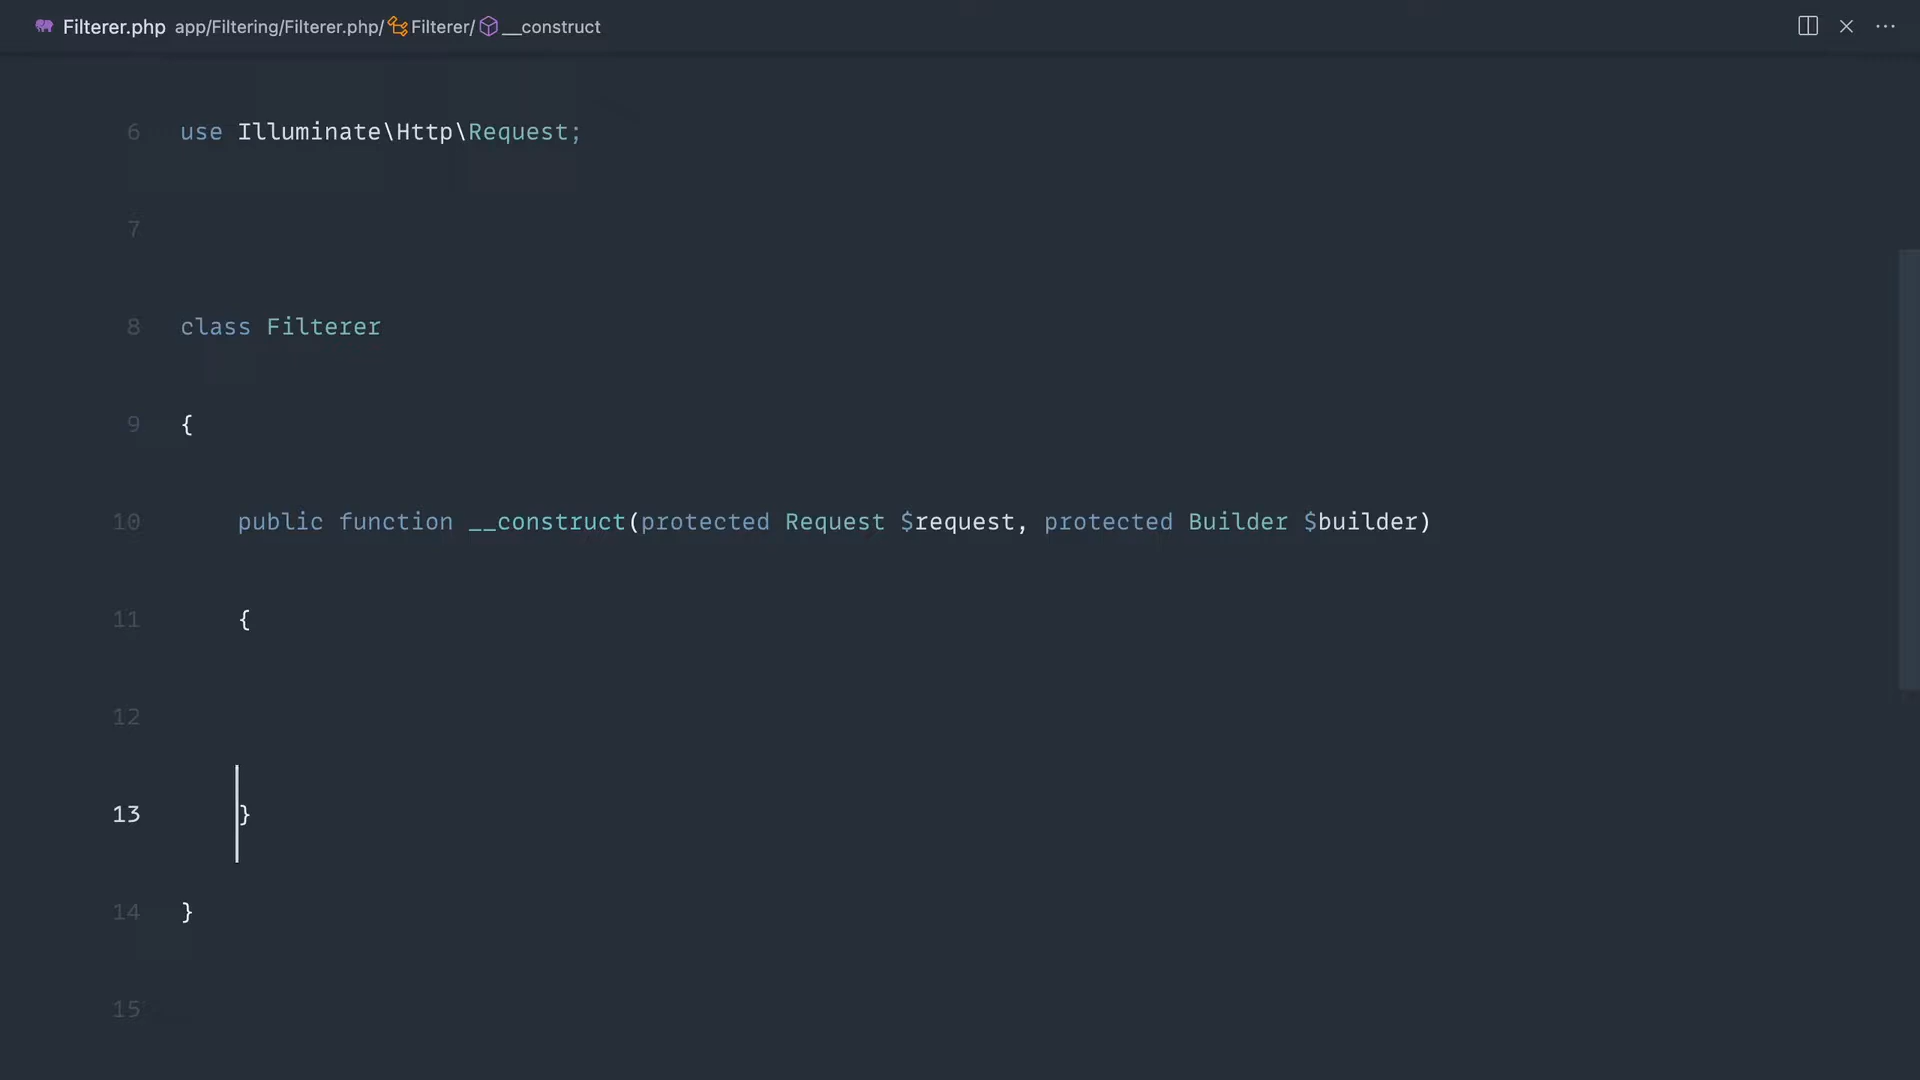 Filterer.php app/Filtering/Filterer.php/Filterer/__construct
6 use Illuminate\Http\Request;
7
8 class Filterer
9 {
10 public function __construct(protected Request $request, protected Builder $builder)
11 {
12
13 }
14 }
15